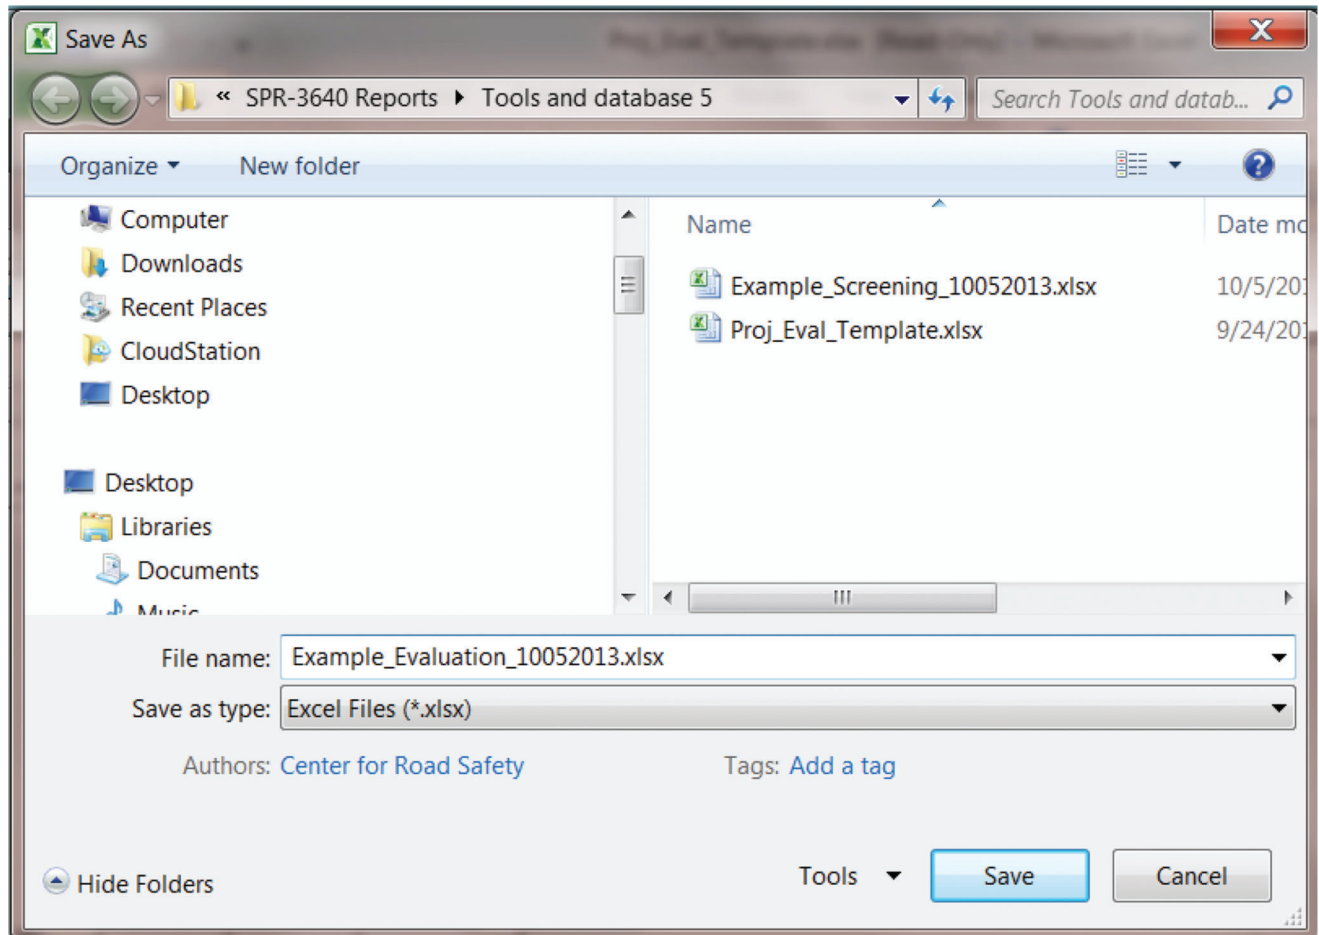 Save As
« SPR-3640 Reports Tools and database 5 Search Tools and datab...
Organize New folder
Computer
Downloads
Recent Places
CloudStation
Desktop
Desktop
Libraries
Documents
Music
Name Date mo
Example_Screening_10052013.xlsx 10/5/201
Proj_Eval_Template.xlsx 9/24/201
File name: Example_Evaluation_10052013.xlsx
Save as type: Excel Files (*.xlsx)
Authors: Center for Road Safety Tags: Add a tag
Hide Folders Tools Save Cancel